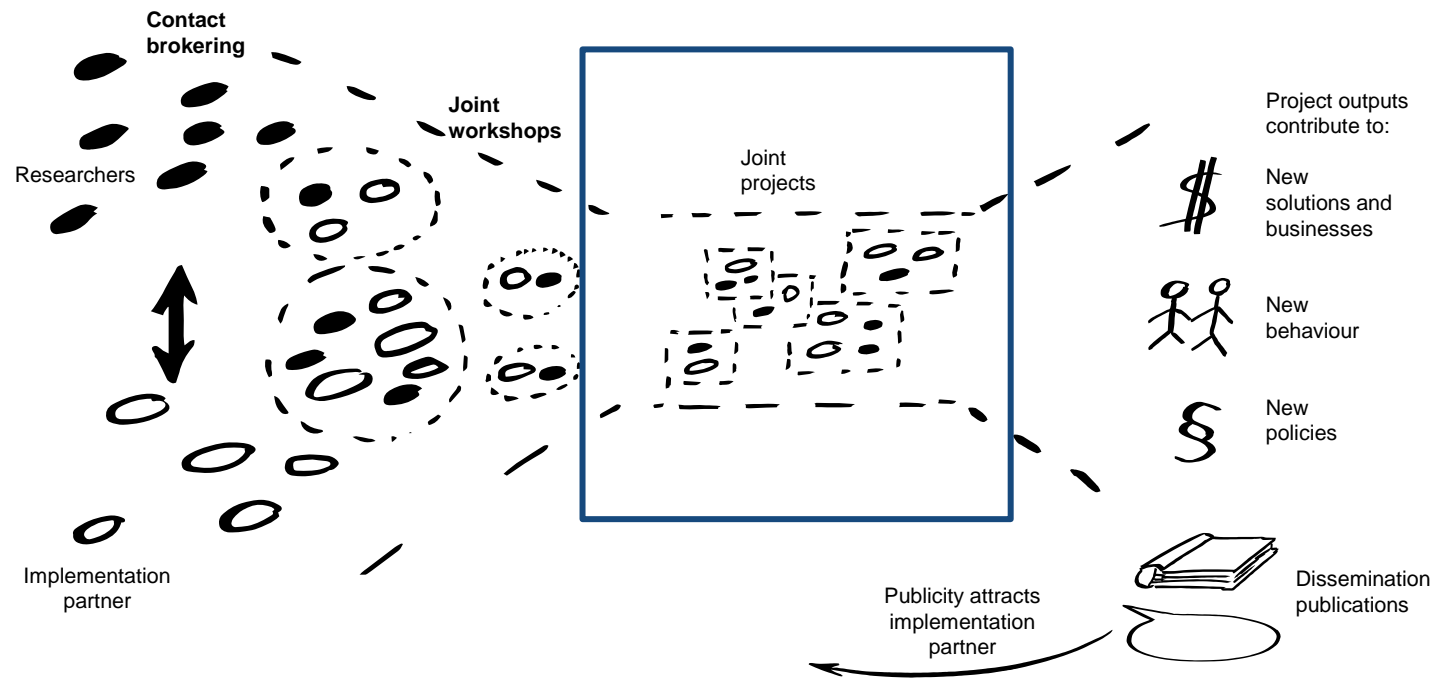 Contact
brokering
Joint
workshops
Researchers
Implementation
partner
Joint
projects
Project outputs
contribute to:
New
solutions and
businesses
New
behaviour
New
policies
Dissemination
publications
Publicity attracts
implementation
partner